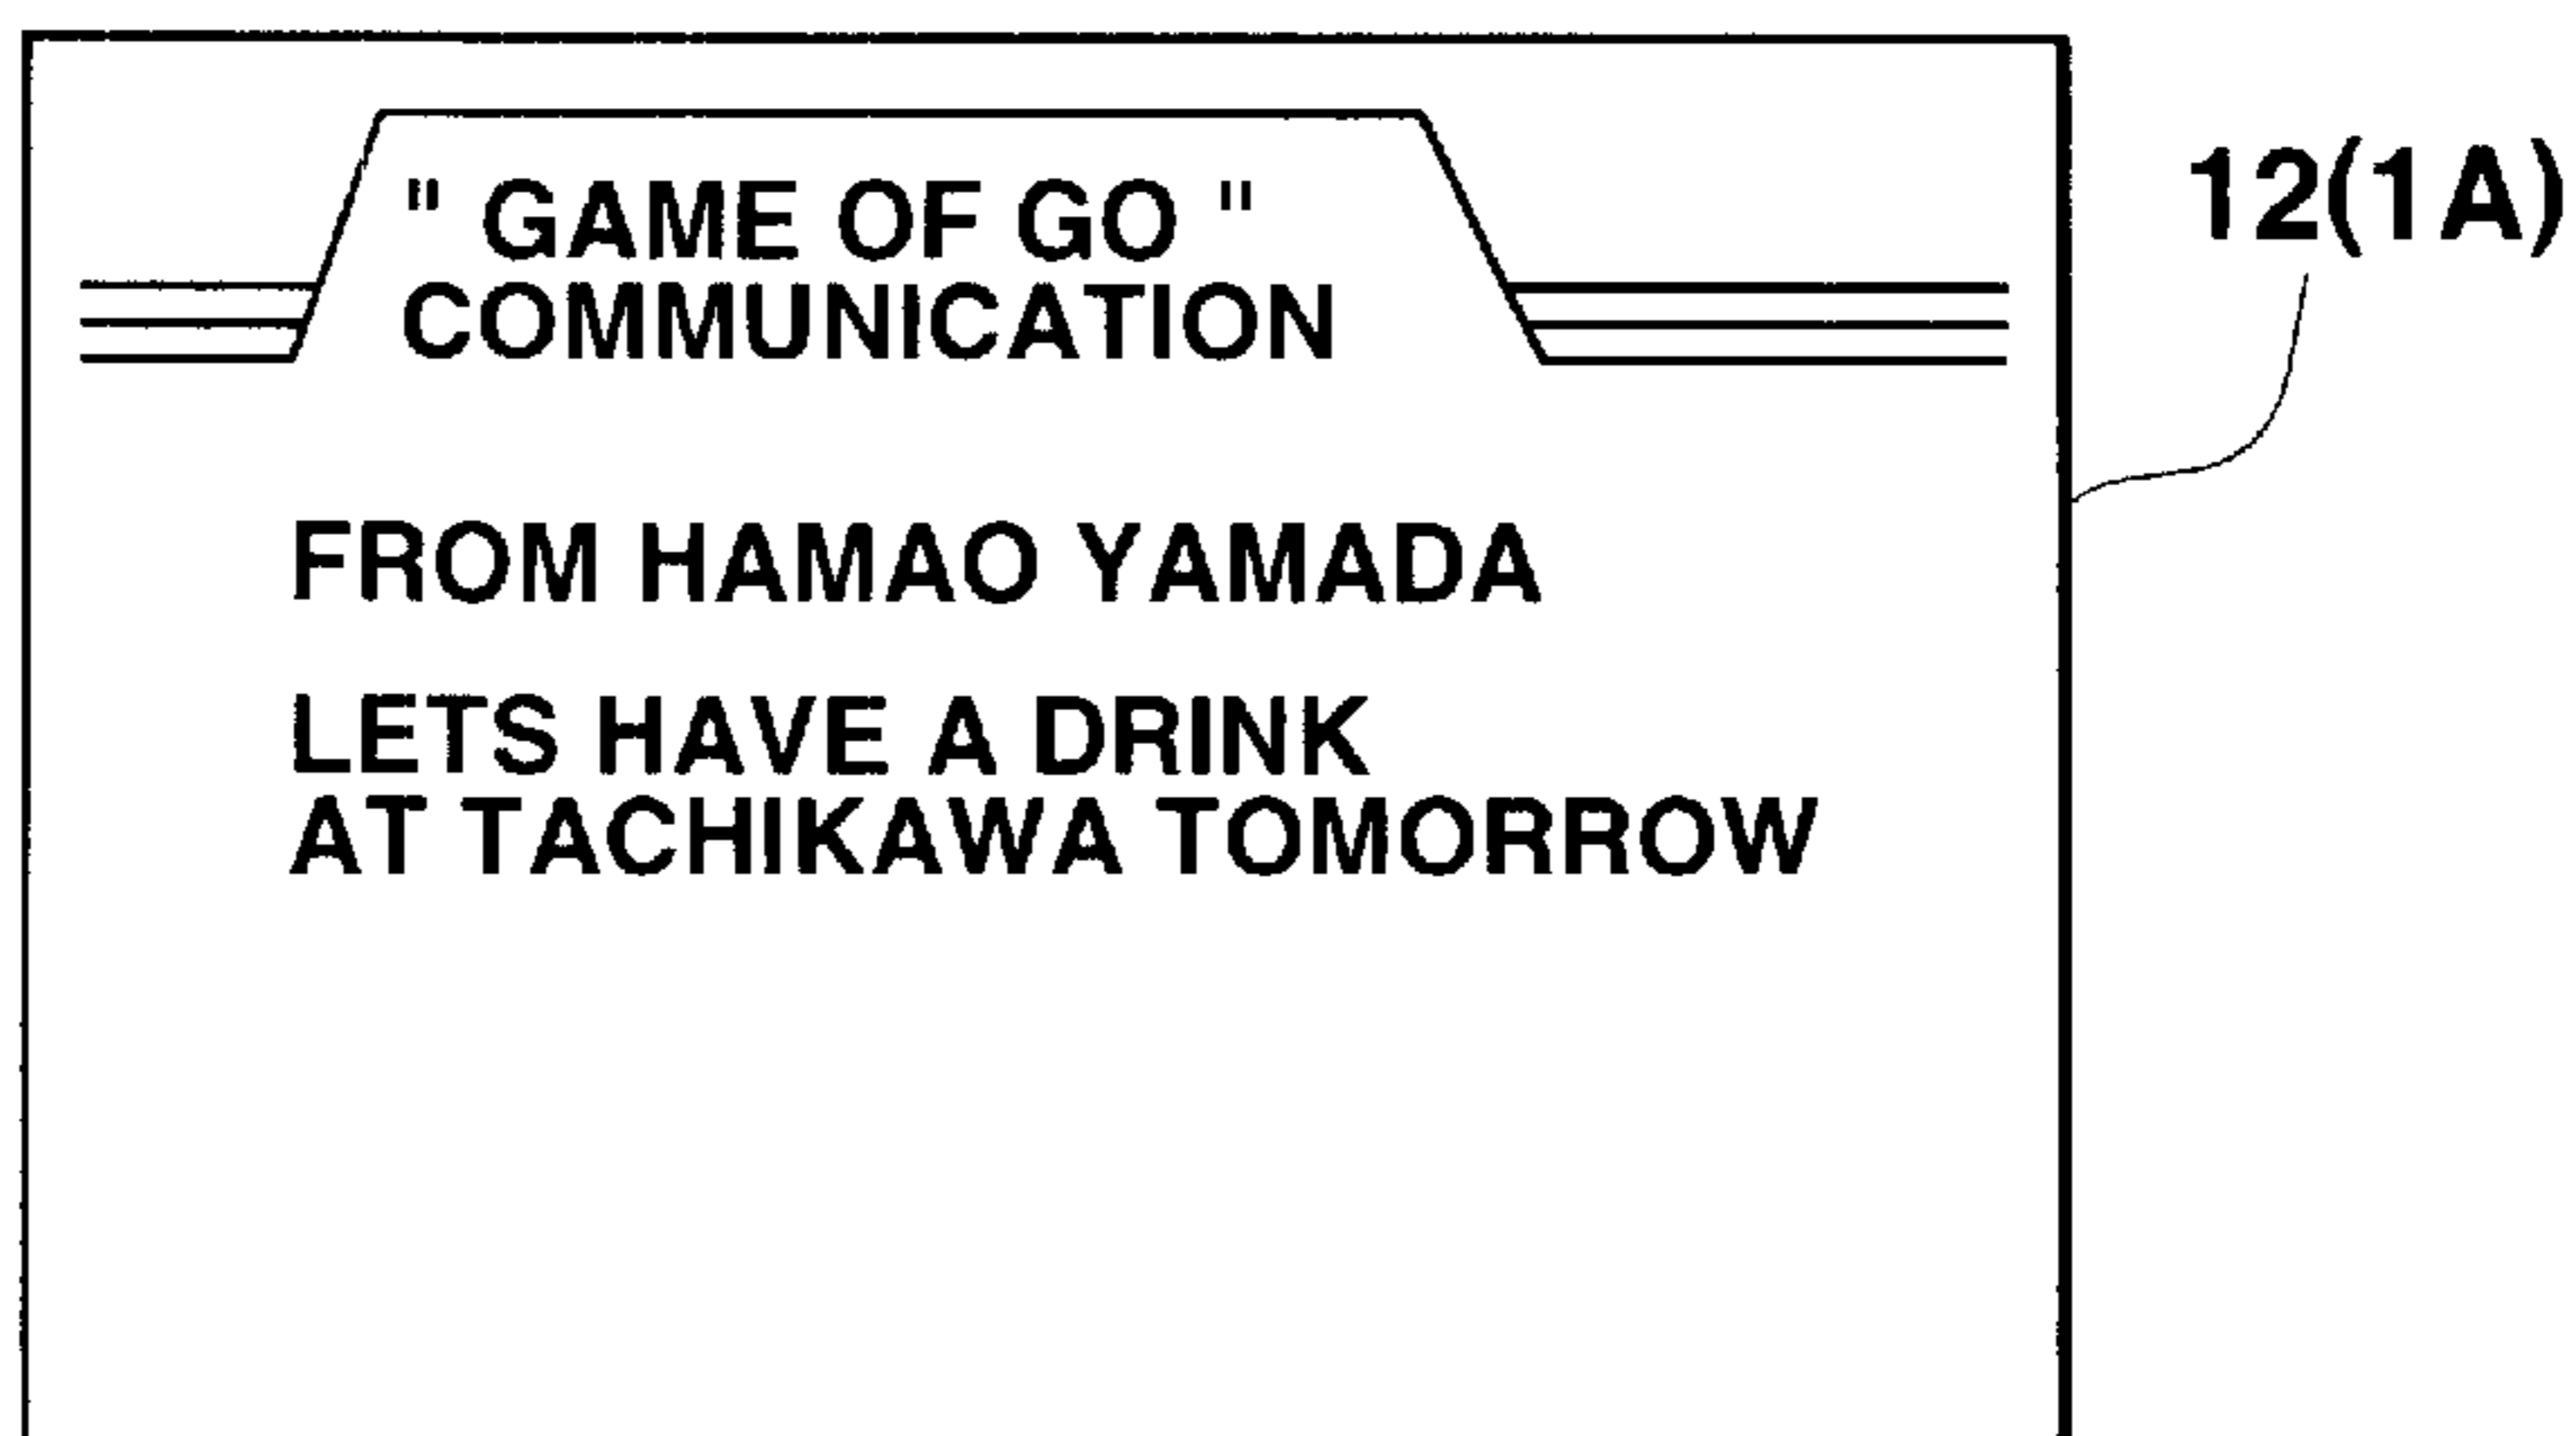 " GAME OF GO "
COMMUNICATION
12(1A)
FROM HAMAO YAMADA
LETS HAVE A DRINK
AT TACHIKAWA TOMORROW